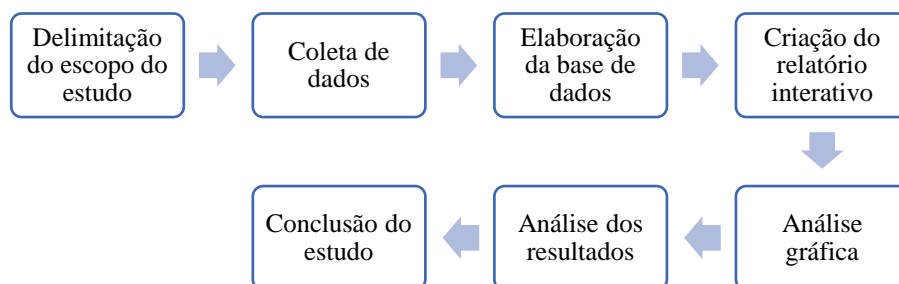 Delimitação
do escopo do
estudo
Coleta de
dados
Elaboração
da base de
dados
Criação do
relatório
interativo
Análise
gráfica
Análise dos
resultados
Conclusão do
estudo